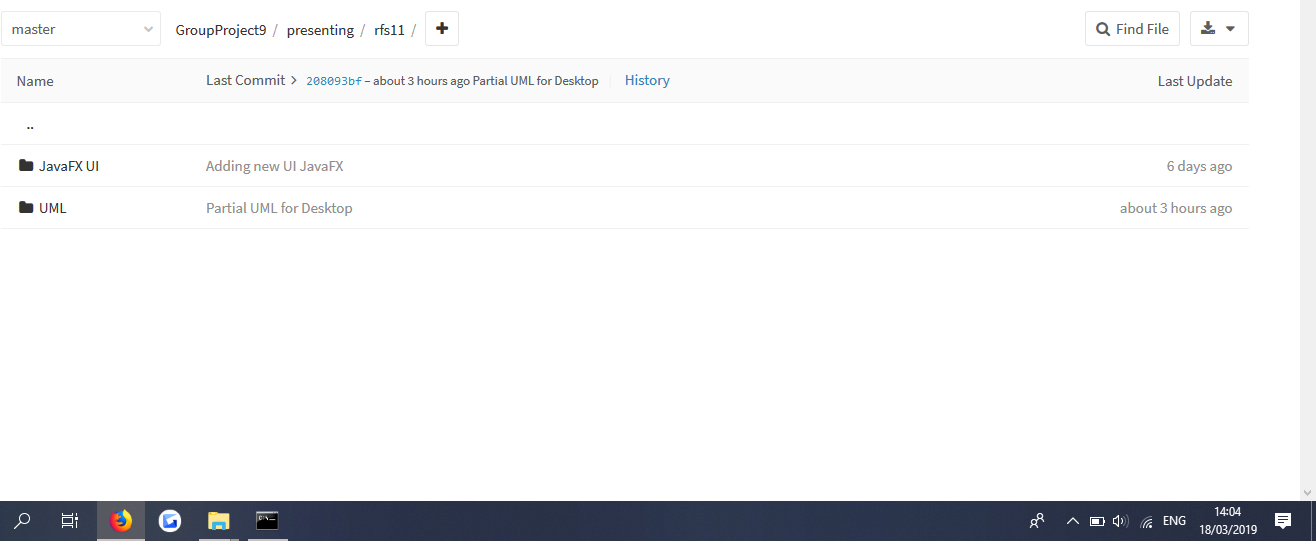 master GroupProject9 / presenting / rfs11 / Find File
Name Last Commit > 208093bf – about 3 hours ago Partial UML for Desktop History Last Update
..
JavaFX UI Adding new UI JavaFX 6 days ago
UML Partial UML for Desktop about 3 hours ago
ENG 14:04
18/03/2019